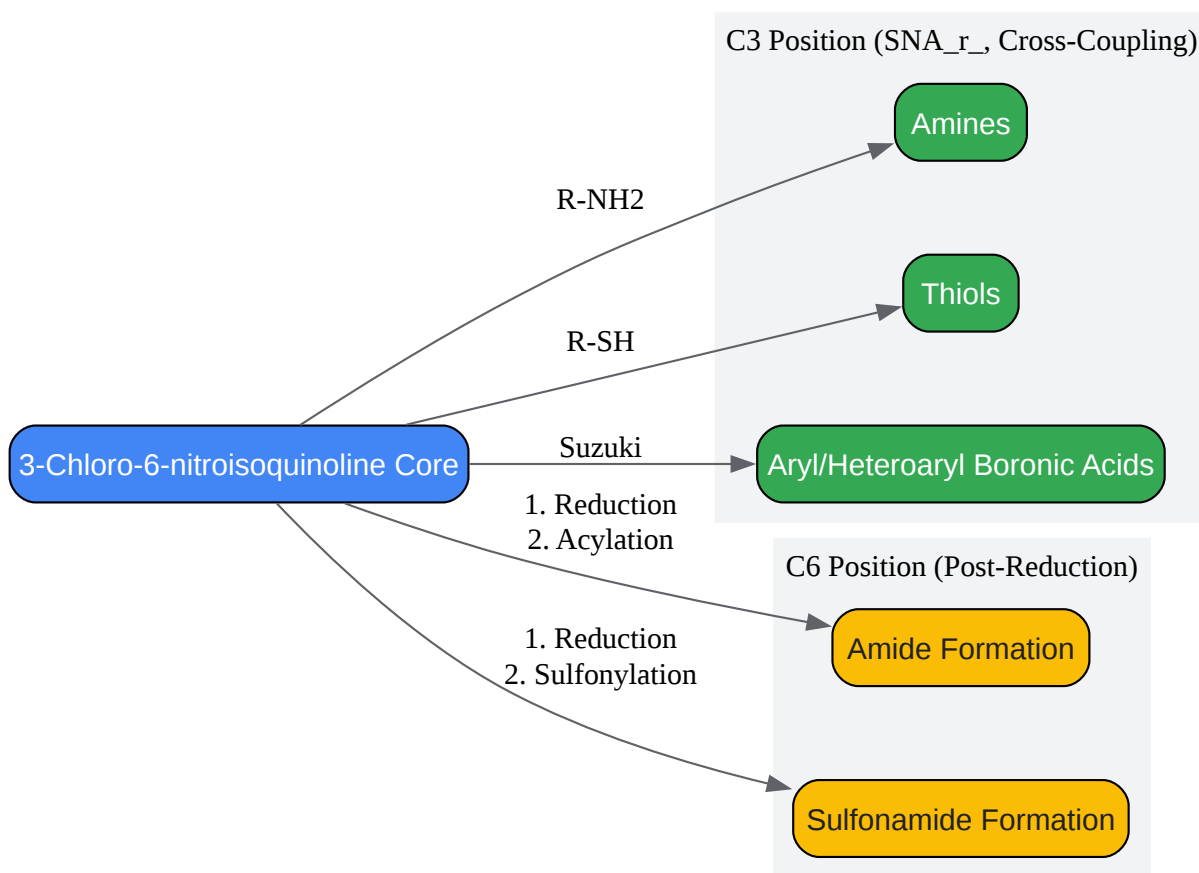 C3 Position (SNA_r_, Cross-Coupling)
Amines
R-NH2
Thiols
R-SH
3-Chloro-6-nitroisoquinoline Core
Suzuki
Aryl/Heteroaryl Boronic Acids
1. Reduction
2. Acylation
C6 Position (Post-Reduction)
Amide Formation
1. Reduction
2. Sulfonylation
Sulfonamide Formation